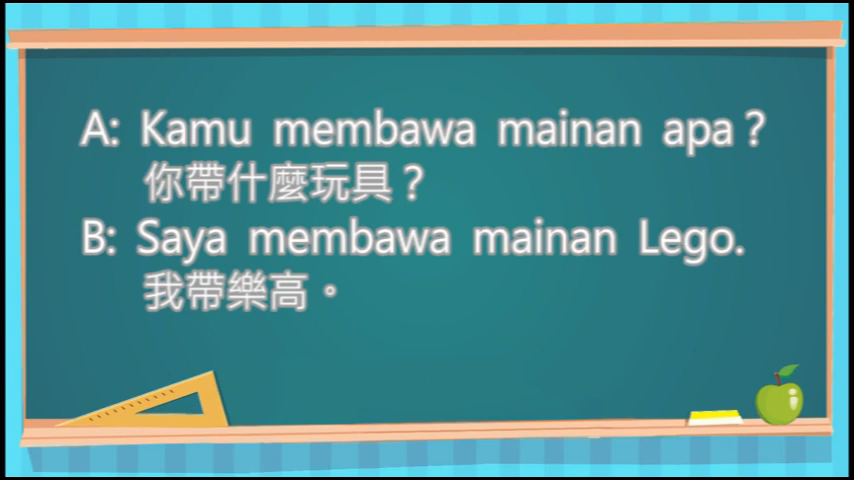 A: Kamu membawa mainan apa？
你帶什麼玩具？
B: Saya membawa mainan Lego.
我帶樂高。